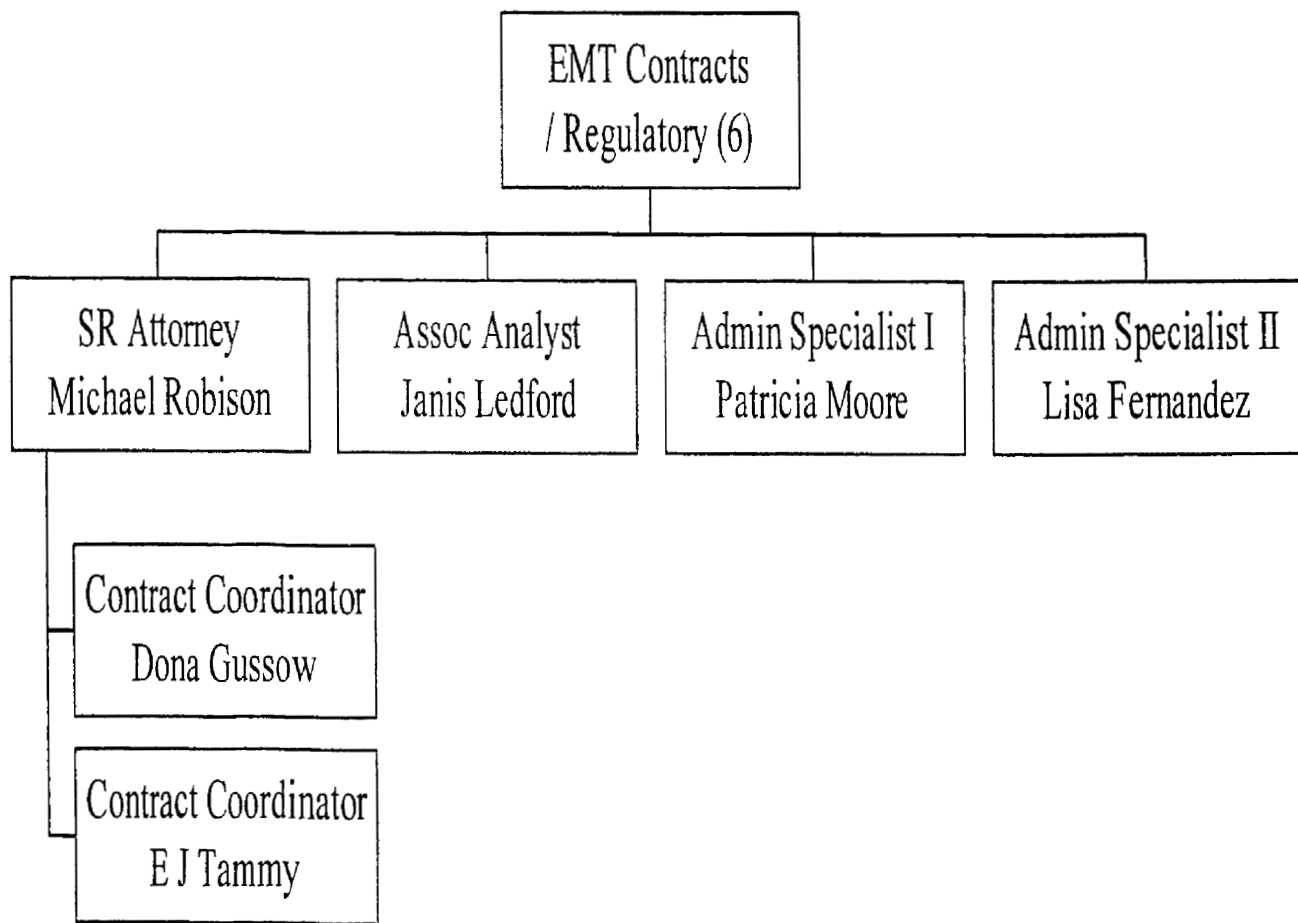 EMT Contracts
/ Regulatory (6)
SR Attorney
Michael Robison
Assoc Analyst
Janis Ledford
Admin Specialist I
Patricia Moore
Admin Specialist II
Lisa Fernandez
Contract Coordinator
Dona Gussow
Contract Coordinator
E J Tammy